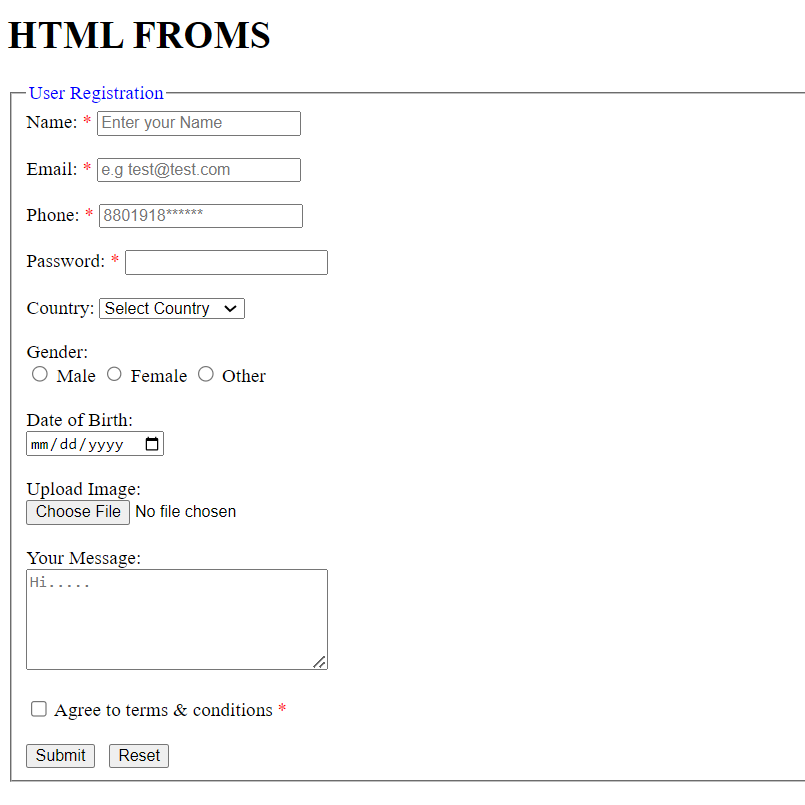 HTML FROMS
User Registration
Name: * Enter your Name
Email: * e.g test@test.com
Phone: * 8801918******
Password: *
Country: Select Country
Gender:
Male Female Other
Date of Birth:
mm/dd/yyyy
Upload Image:
Choose File No file chosen
Your Message:
Hi.....
Agree to terms & conditions *
Submit Reset